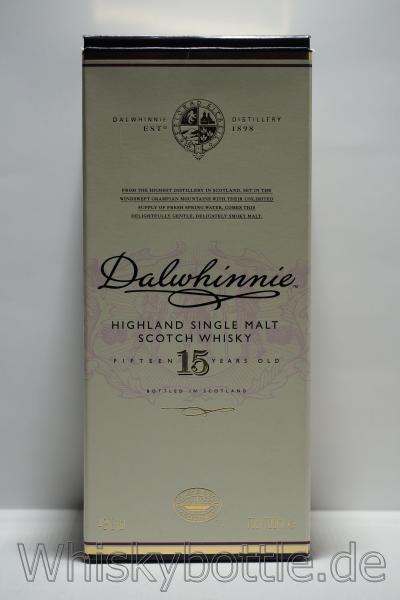 DALWHINNIE DISTILLERY
ESTD 1898
FROM THE HIGHEST DISTILLERY IN SCOTLAND, SET IN THE
WINDSWEPT GRAMPIAN MOUNTAINS WITH THEIR UNLIMITED
SUPPLY OF FRESH SPRING WATER, COMES THIS
DELIGHTFULLY GENTLE, DELICATELY SMOKY MALT.
Dalwhinnie™
HIGHLAND SINGLE MALT
SCOTCH WHISKY
FIFTEEN 15 YEARS OLD
BOTTLED IN SCOTLAND
Whiskybottle.de